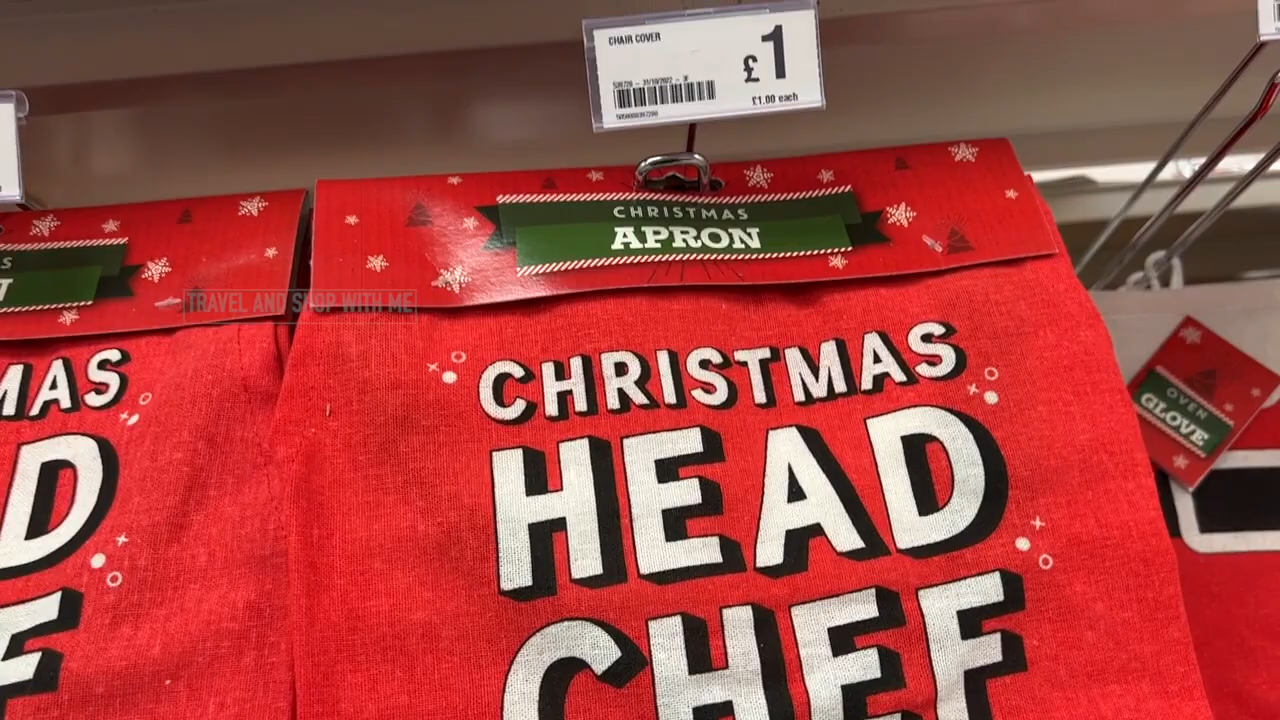 CHAIR COVER
£1
£1.00 each
CHRISTMAS
APRON
TRAVEL AND SHOP WITH ME
CHRISTMAS
HEAD
CHEF
OVEN
GLOVE